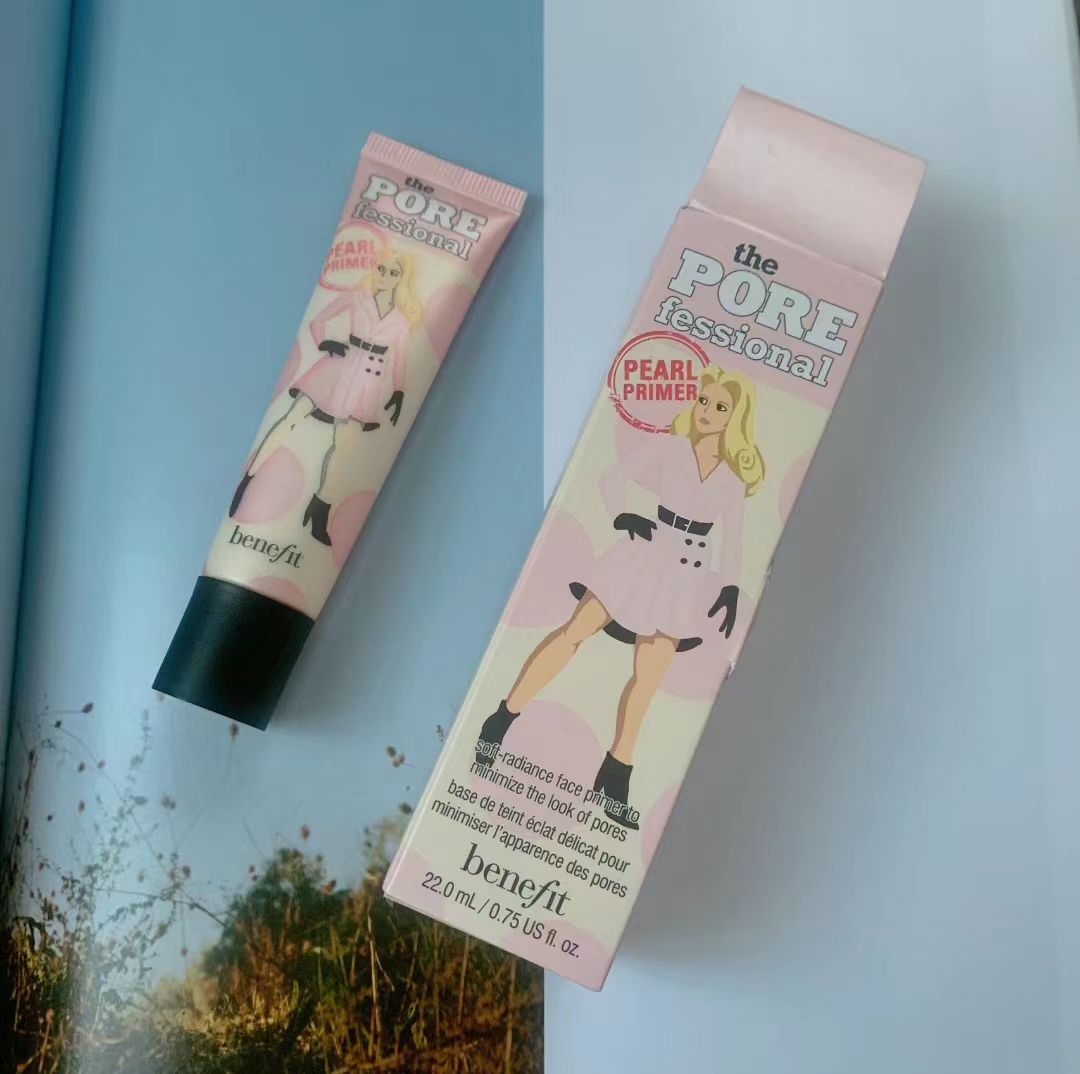 the
PORE
fessional
PEARL
PRIMER
benefit
the
PORE
fessional
PEARL
PRIMER
soft-radiance face primer to
minimize the look of pores
base de teint éclat délicat pour
minimiser l'apparence des pores
benefit
22.0 mL / 0.75 US fl. oz.